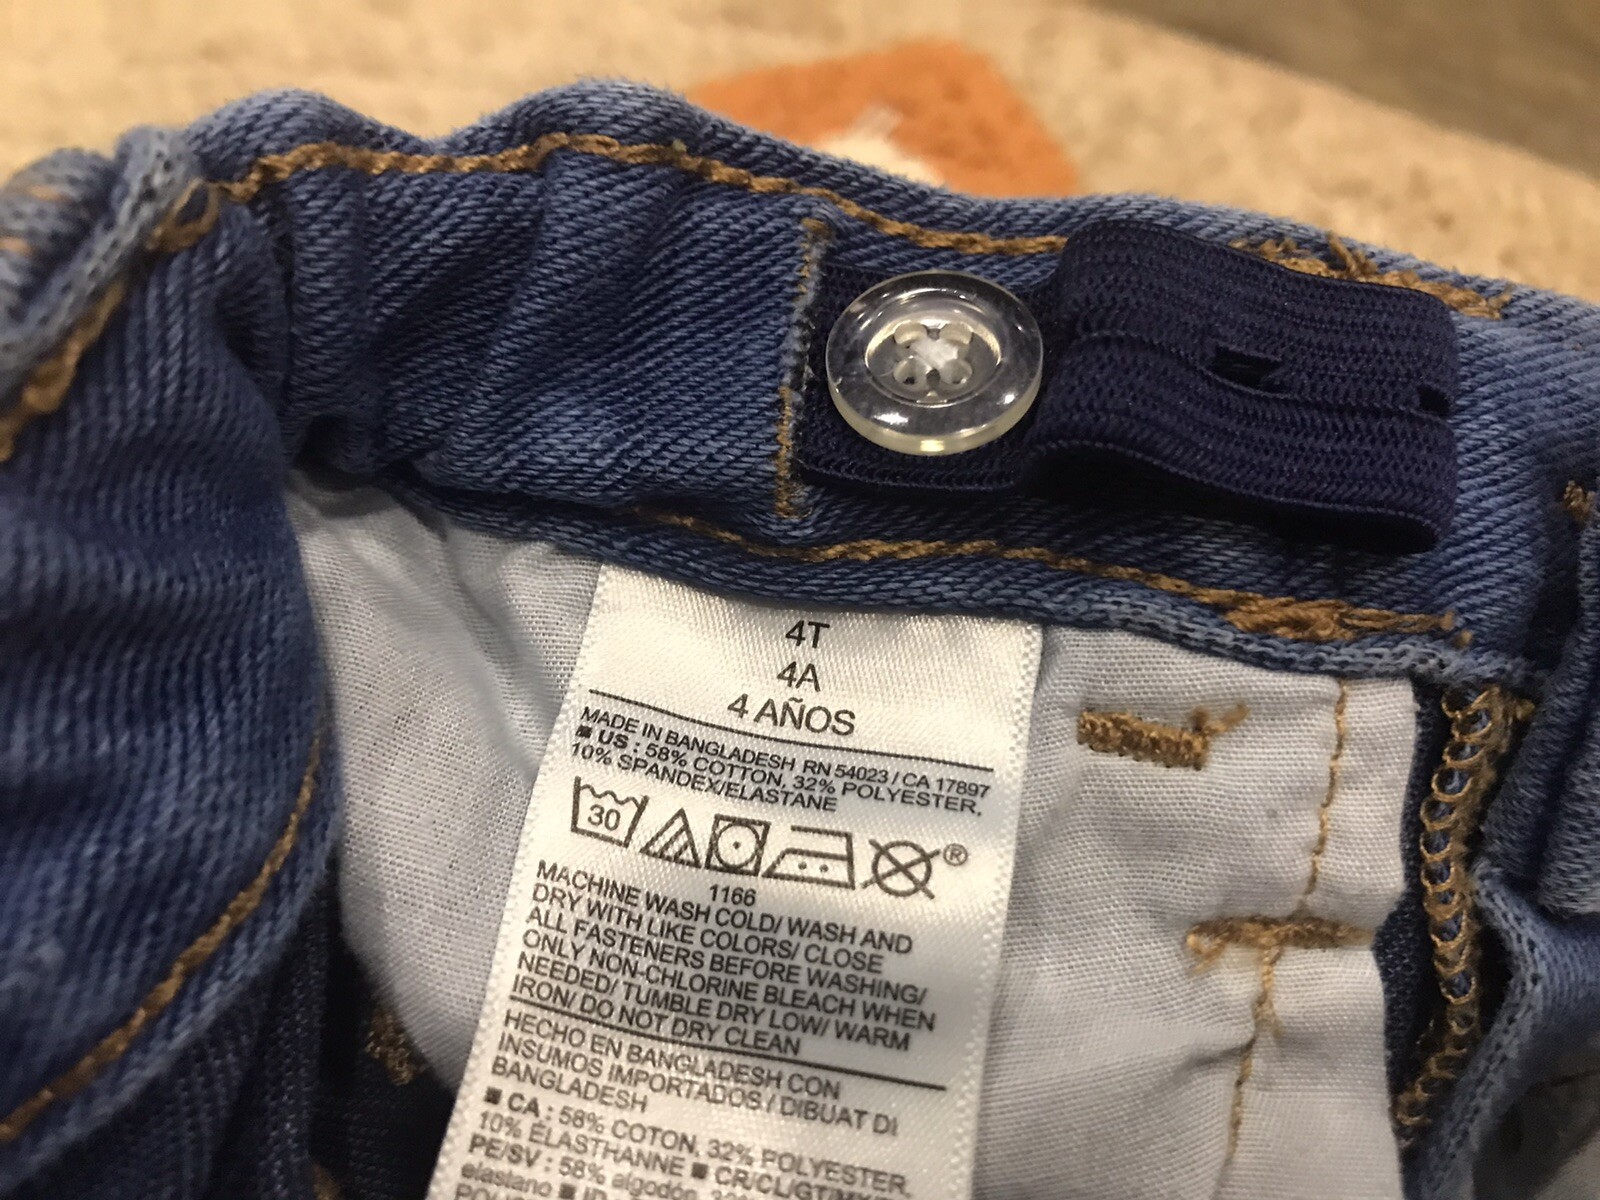 4T
4A
4 AÑOS
MADE IN BANGLADESH RN 54023 / CA 17897
■ US : 58% COTTON, 32% POLYESTER,
10% SPANDEX/ELASTANE
30
®
1166
MACHINE WASH COLD/ WASH AND
DRY WITH LIKE COLORS/ CLOSE
ALL FASTENERS BEFORE WASHING/
ONLY NON-CHLORINE BLEACH WHEN
NEEDED/ TUMBLE DRY LOW/ WARM
IRON/ DO NOT DRY CLEAN
HECHO EN BANGLADESH CON
INSUMOS IMPORTADOS / DIBUAT DI
BANGLADESH
■ CA : 58% COTON, 32% POLYESTER,
10% ÉLASTHANNE ■ CR/CL/GT/MX/
PE/SV : 58% algodón,
elastano ■